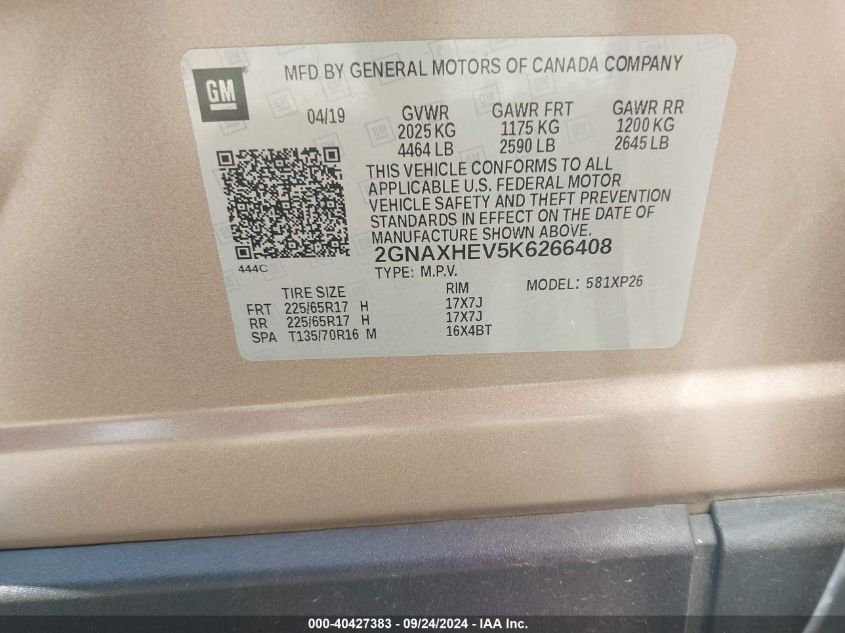 GM
MFD BY GENERAL MOTORS OF CANADA COMPANY
04/19 GVWR GAWR FRT GAWR RR
2025 KG 1175 KG 1200 KG
4464 LB 2590 LB 2645 LB
THIS VEHICLE CONFORMS TO ALL
APPLICABLE U.S. FEDERAL MOTOR
VEHICLE SAFETY AND THEFT PREVENTION
STANDARDS IN EFFECT ON THE DATE OF
MANUFACTURE SHOWN ABOVE.
2GNAXHEV5K6266408
444C
TYPE: M.P.V. MODEL: 581XP26
TIRE SIZE RIM
FRT 225/65R17 H 17X7J
RR 225/65R17 H 17X7J
SPA T135/70R16 M 16X4BT
000-40427383 - 09/24/2024 - IAA Inc.